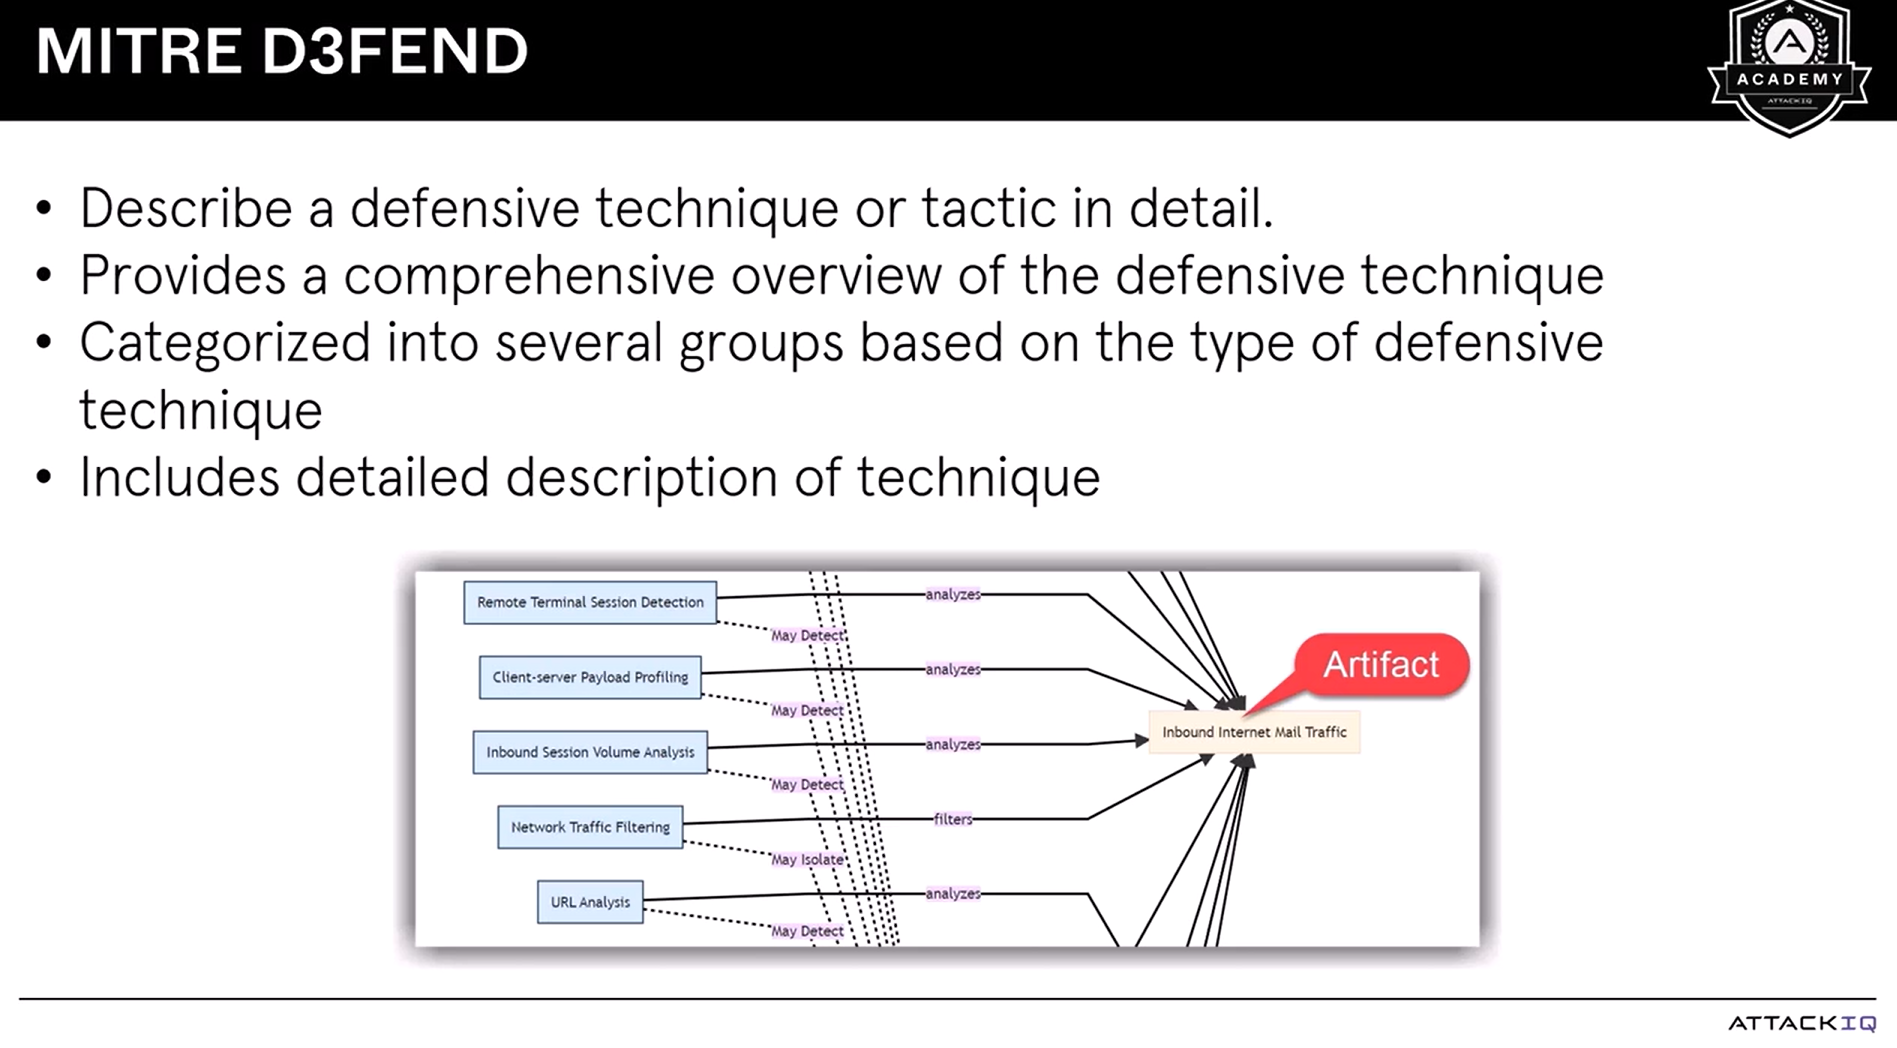 MITRE D3FEND
ACADEMY
ATTACKIQ
• Describe a defensive technique or tactic in detail.
• Provides a comprehensive overview of the defensive technique
• Categorized into several groups based on the type of defensive
technique
• Includes detailed description of technique
Remote Terminal Session Detection
analyzes
May Detect
Artifact
Client-server Payload Profiling
analyzes
May Detect
Inbound Internet Mail Traffic
Inbound Session Volume Analysis
analyzes
May Detect
Network Traffic Filtering
filters
May Isolate
URL Analysis
analyzes
May Detect
ATTACKIQ